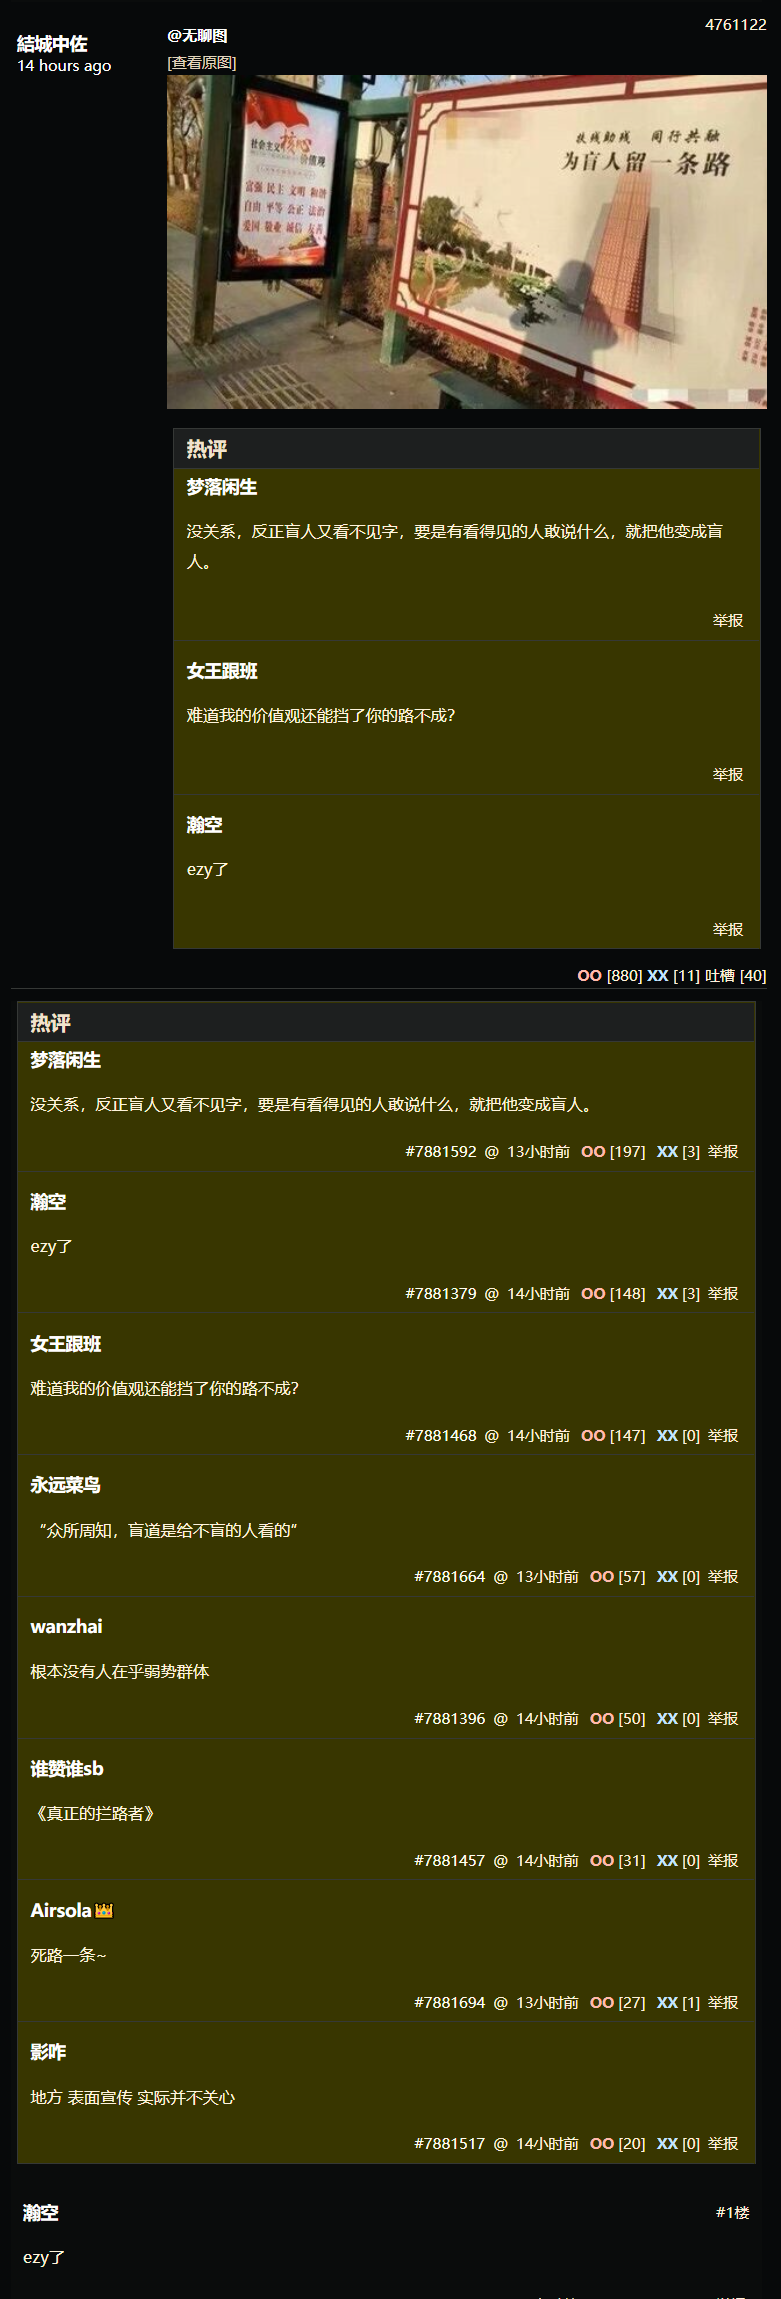 結城中佐
14 hours ago
@无聊图
4761122
[查看原图]
社会主义核心价值观
富强 民主 文明 和谐
自由 平等 公正 法治
爱国 敬业 诚信 友善
扶残助残 同行共融
为盲人留一条路
热评
梦落闲生
没关系，反正盲人又看不见字，要是有看得见的人敢说什么，就把他变成盲
人。
举报
女王跟班
难道我的价值观还能挡了你的路不成？
举报
瀚空
ezy了
举报
OO [880] XX [11] 吐槽 [40]
热评
梦落闲生
没关系，反正盲人又看不见字，要是有看得见的人敢说什么，就把他变成盲人。
#7881592 @ 13小时前 OO [197] XX [3] 举报
瀚空
ezy了
#7881379 @ 14小时前 OO [148] XX [3] 举报
女王跟班
难道我的价值观还能挡了你的路不成？
#7881468 @ 14小时前 OO [147] XX [0] 举报
永远菜鸟
“众所周知，盲道是给不盲的人看的”
#7881664 @ 13小时前 OO [57] XX [0] 举报
wanzhai
根本没有人在乎弱势群体
#7881396 @ 14小时前 OO [50] XX [0] 举报
谁赞谁sb
《真正的拦路者》
#7881457 @ 14小时前 OO [31] XX [0] 举报
Airsola👑
死路一条~
#7881694 @ 13小时前 OO [27] XX [1] 举报
影咋
地方 表面宣传 实际并不关心
#7881517 @ 14小时前 OO [20] XX [0] 举报
瀚空
#1楼
ezy了